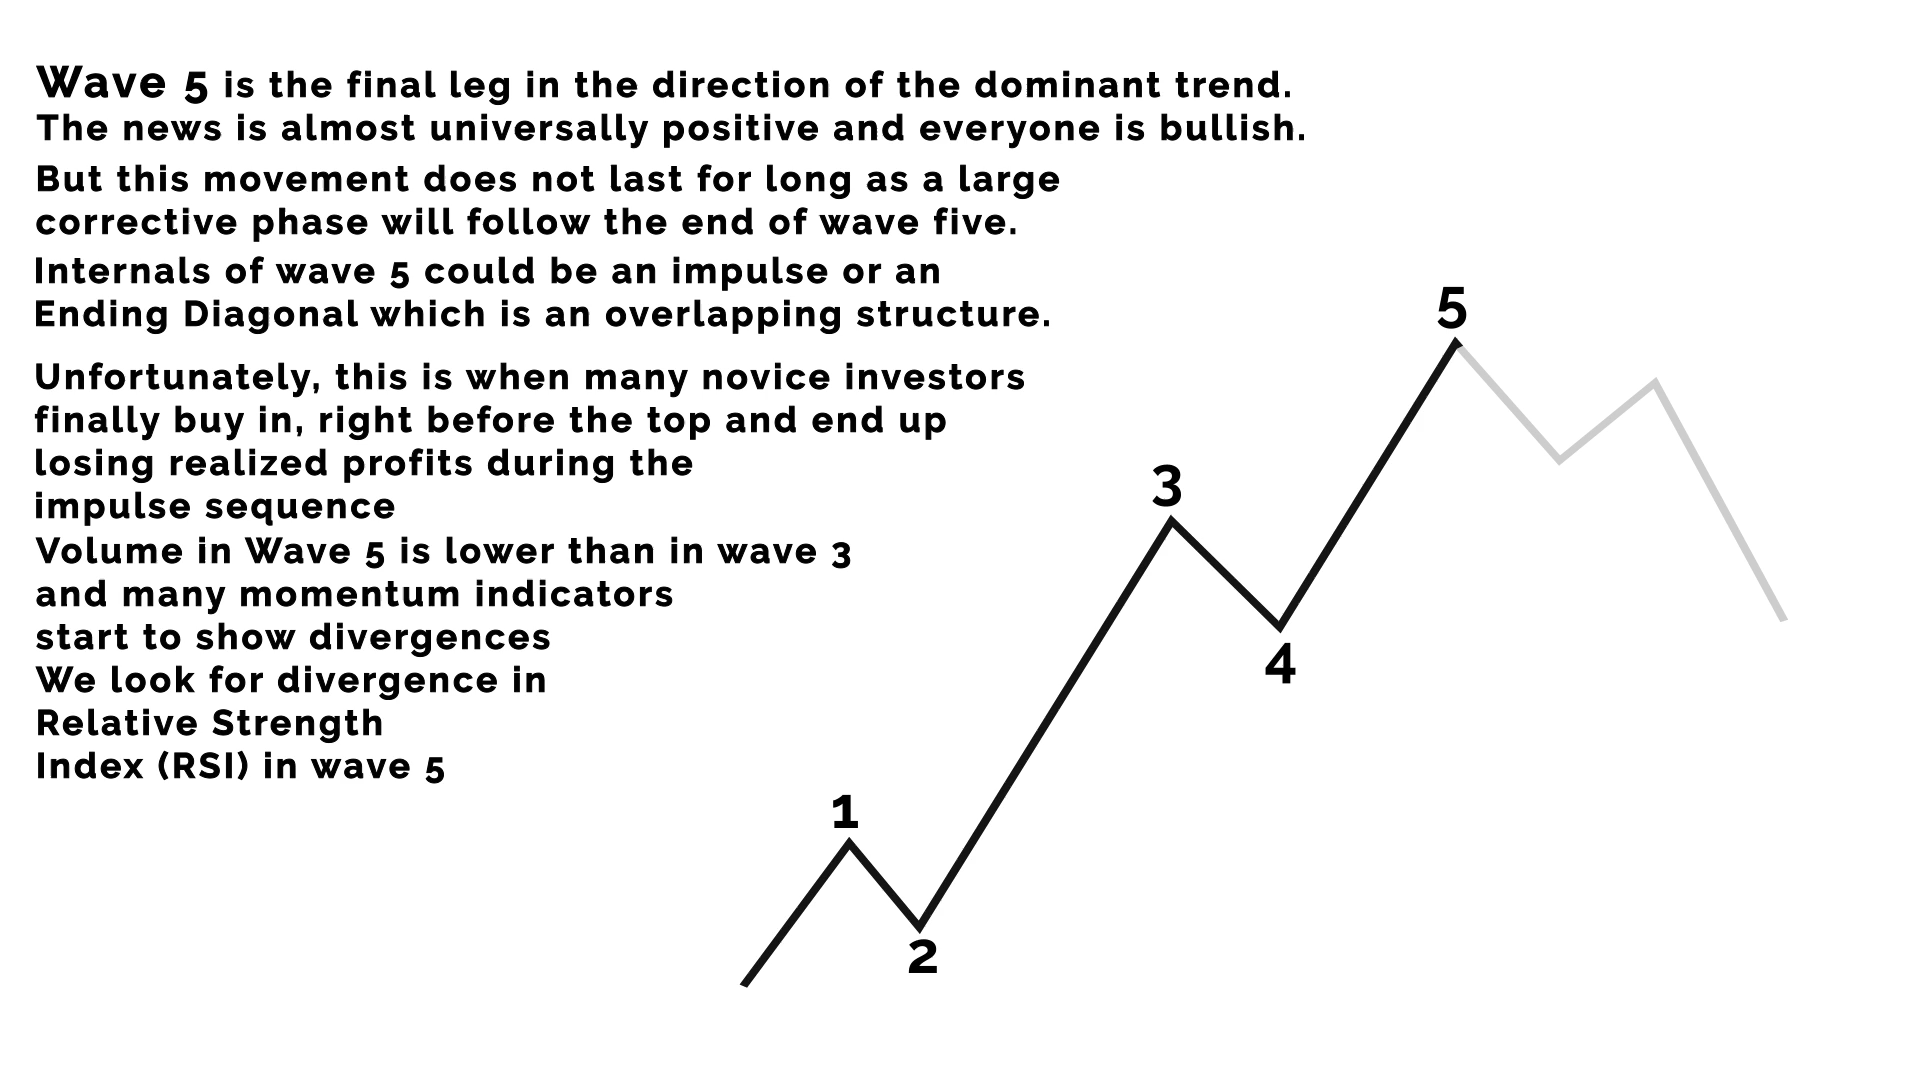 Wave 5 is the final leg in the direction of the dominant trend.
The news is almost universally positive and everyone is bullish.
But this movement does not last for long as a large
corrective phase will follow the end of wave five.
Internals of wave 5 could be an impulse or an
Ending Diagonal which is an overlapping structure.
Unfortunately, this is when many novice investors
finally buy in, right before the top and end up
losing realized profits during the
impulse sequence
Volume in Wave 5 is lower than in wave 3
and many momentum indicators
start to show divergences
We look for divergence in
Relative Strength
Index (RSI) in wave 5
1
2
3
4
5